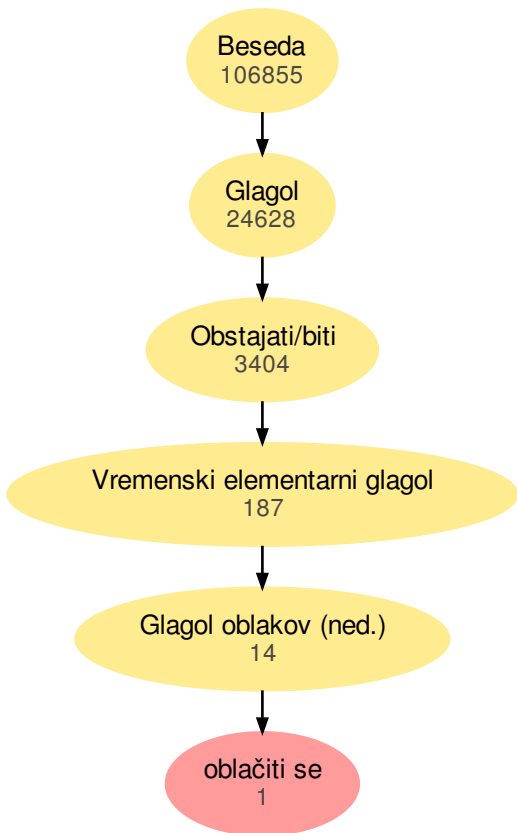 Beseda
106855
Glagol
24628
Obstajati/biti
3404
Vremenski elementarni glagol
187
Glagol oblakov (ned.)
14
oblačiti se
1